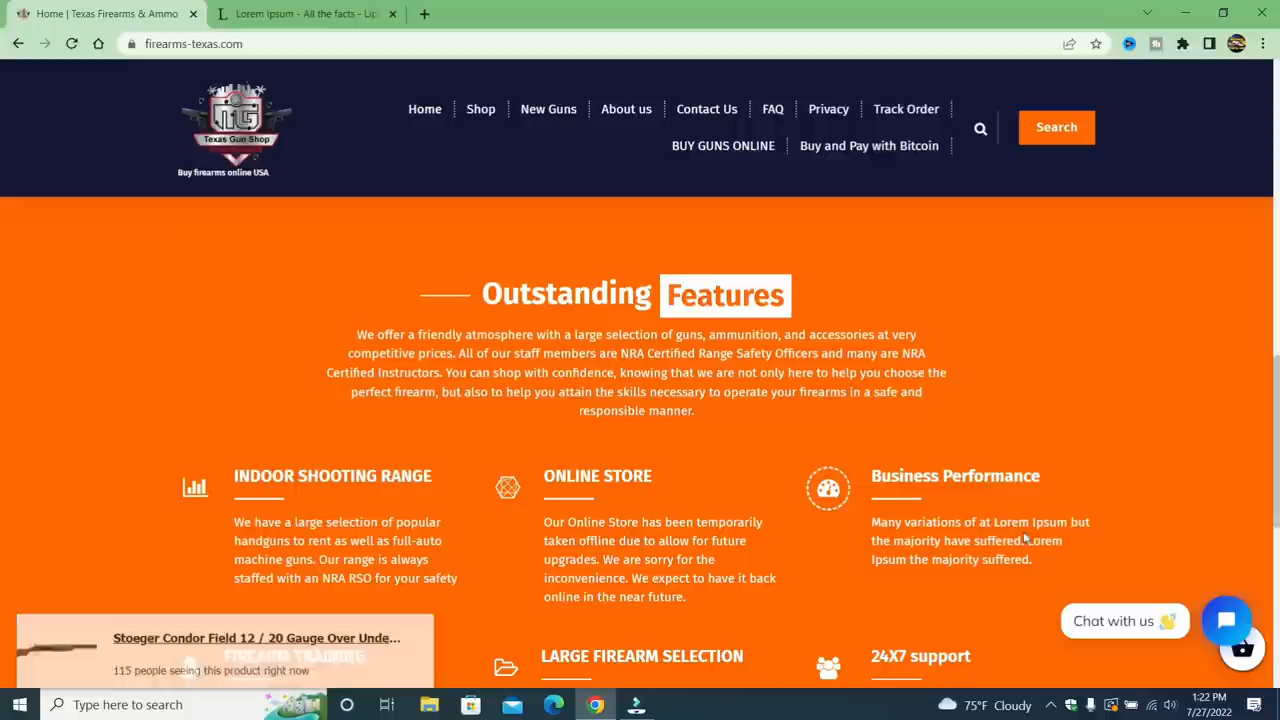 Home | Texas Firearms & Ammo
Lorem Ipsum - All the facts - Lip
firearms-texas.com
Texas Gun Shop
Buy firearms online USA
Home
Shop
New Guns
About us
Contact Us
FAQ
Privacy
Track Order
BUY GUNS ONLINE
Buy and Pay with Bitcoin
Search
Outstanding Features
We offer a friendly atmosphere with a large selection of guns, ammunition, and accessories at very
competitive prices. All of our staff members are NRA Certified Range Safety Officers and many are NRA
Certified Instructors. You can shop with confidence, knowing that we are not only here to help you choose the
perfect firearm, but also to help you attain the skills necessary to operate your firearms in a safe and
responsible manner.
INDOOR SHOOTING RANGE
We have a large selection of popular
handguns to rent as well as full-auto
machine guns. Our range is always
staffed with an NRA RSO for your safety
ONLINE STORE
Our Online Store has been temporarily
taken offline due to allow for future
upgrades. We are sorry for the
inconvenience. We expect to have it back
online in the near future.
Business Performance
Many variations of at Lorem Ipsum but
the majority have suffered.Lorem
Ipsum the majority suffered.
Stoeger Condor Field 12 / 20 Gauge Over Unde...
FIREARM TRAINING
115 people seeing this product right now
LARGE FIREARM SELECTION
24X7 support
Chat with us 👋
Type here to search
75°F Cloudy
1:22 PM
7/27/2022